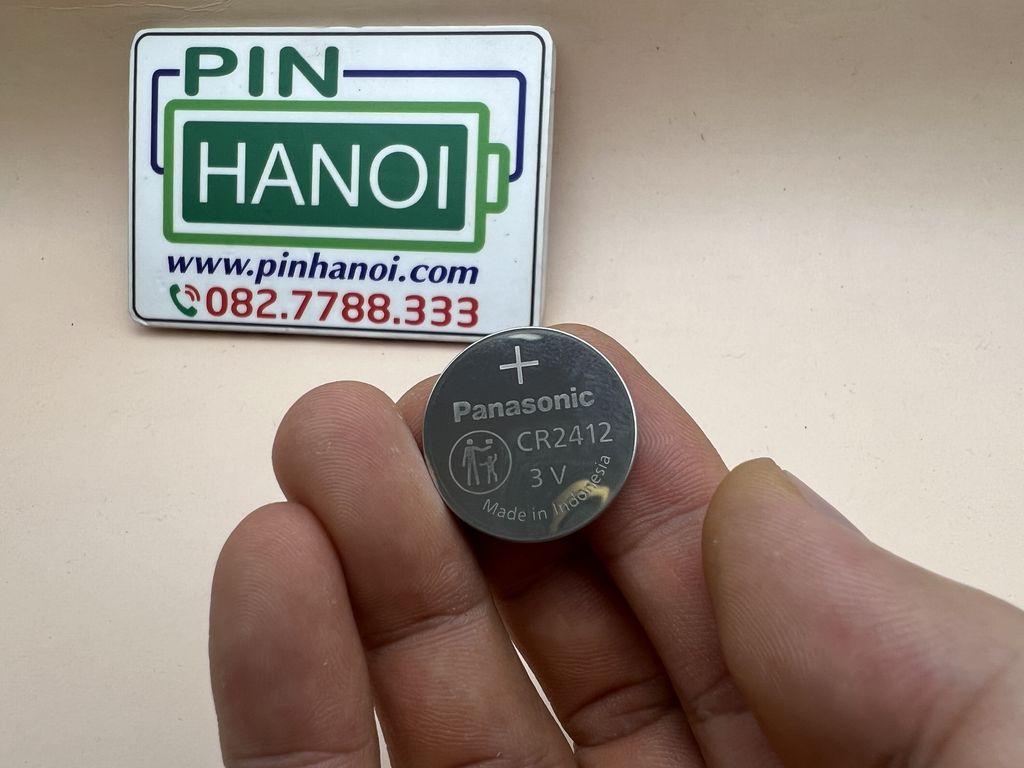 PIN
HANOI
www.pinhanoi.com
082.7788.333
+
Panasonic
CR2412
3 V
Made in Indonesia